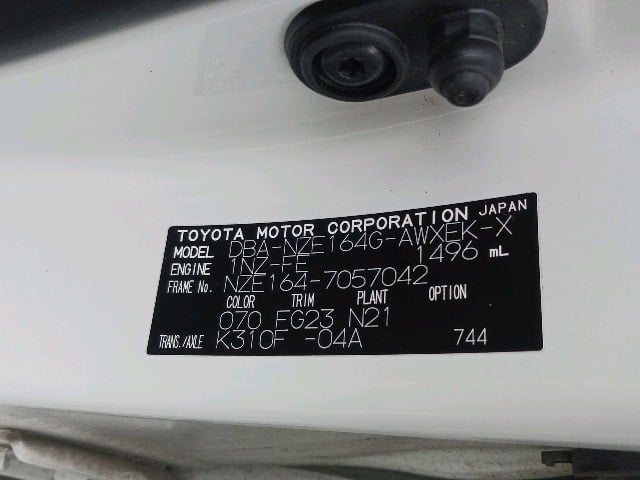 TOYOTA MOTOR CORPORATION JAPAN
MODEL DBA-NZE164G-AWXEK-X
ENGINE 1NZ-FE 1496 mL
FRAME No. NZE164-7057042
COLOR TRIM PLANT OPTION
070 FG23 N21
TRANS./AXLE K310F -04A 744